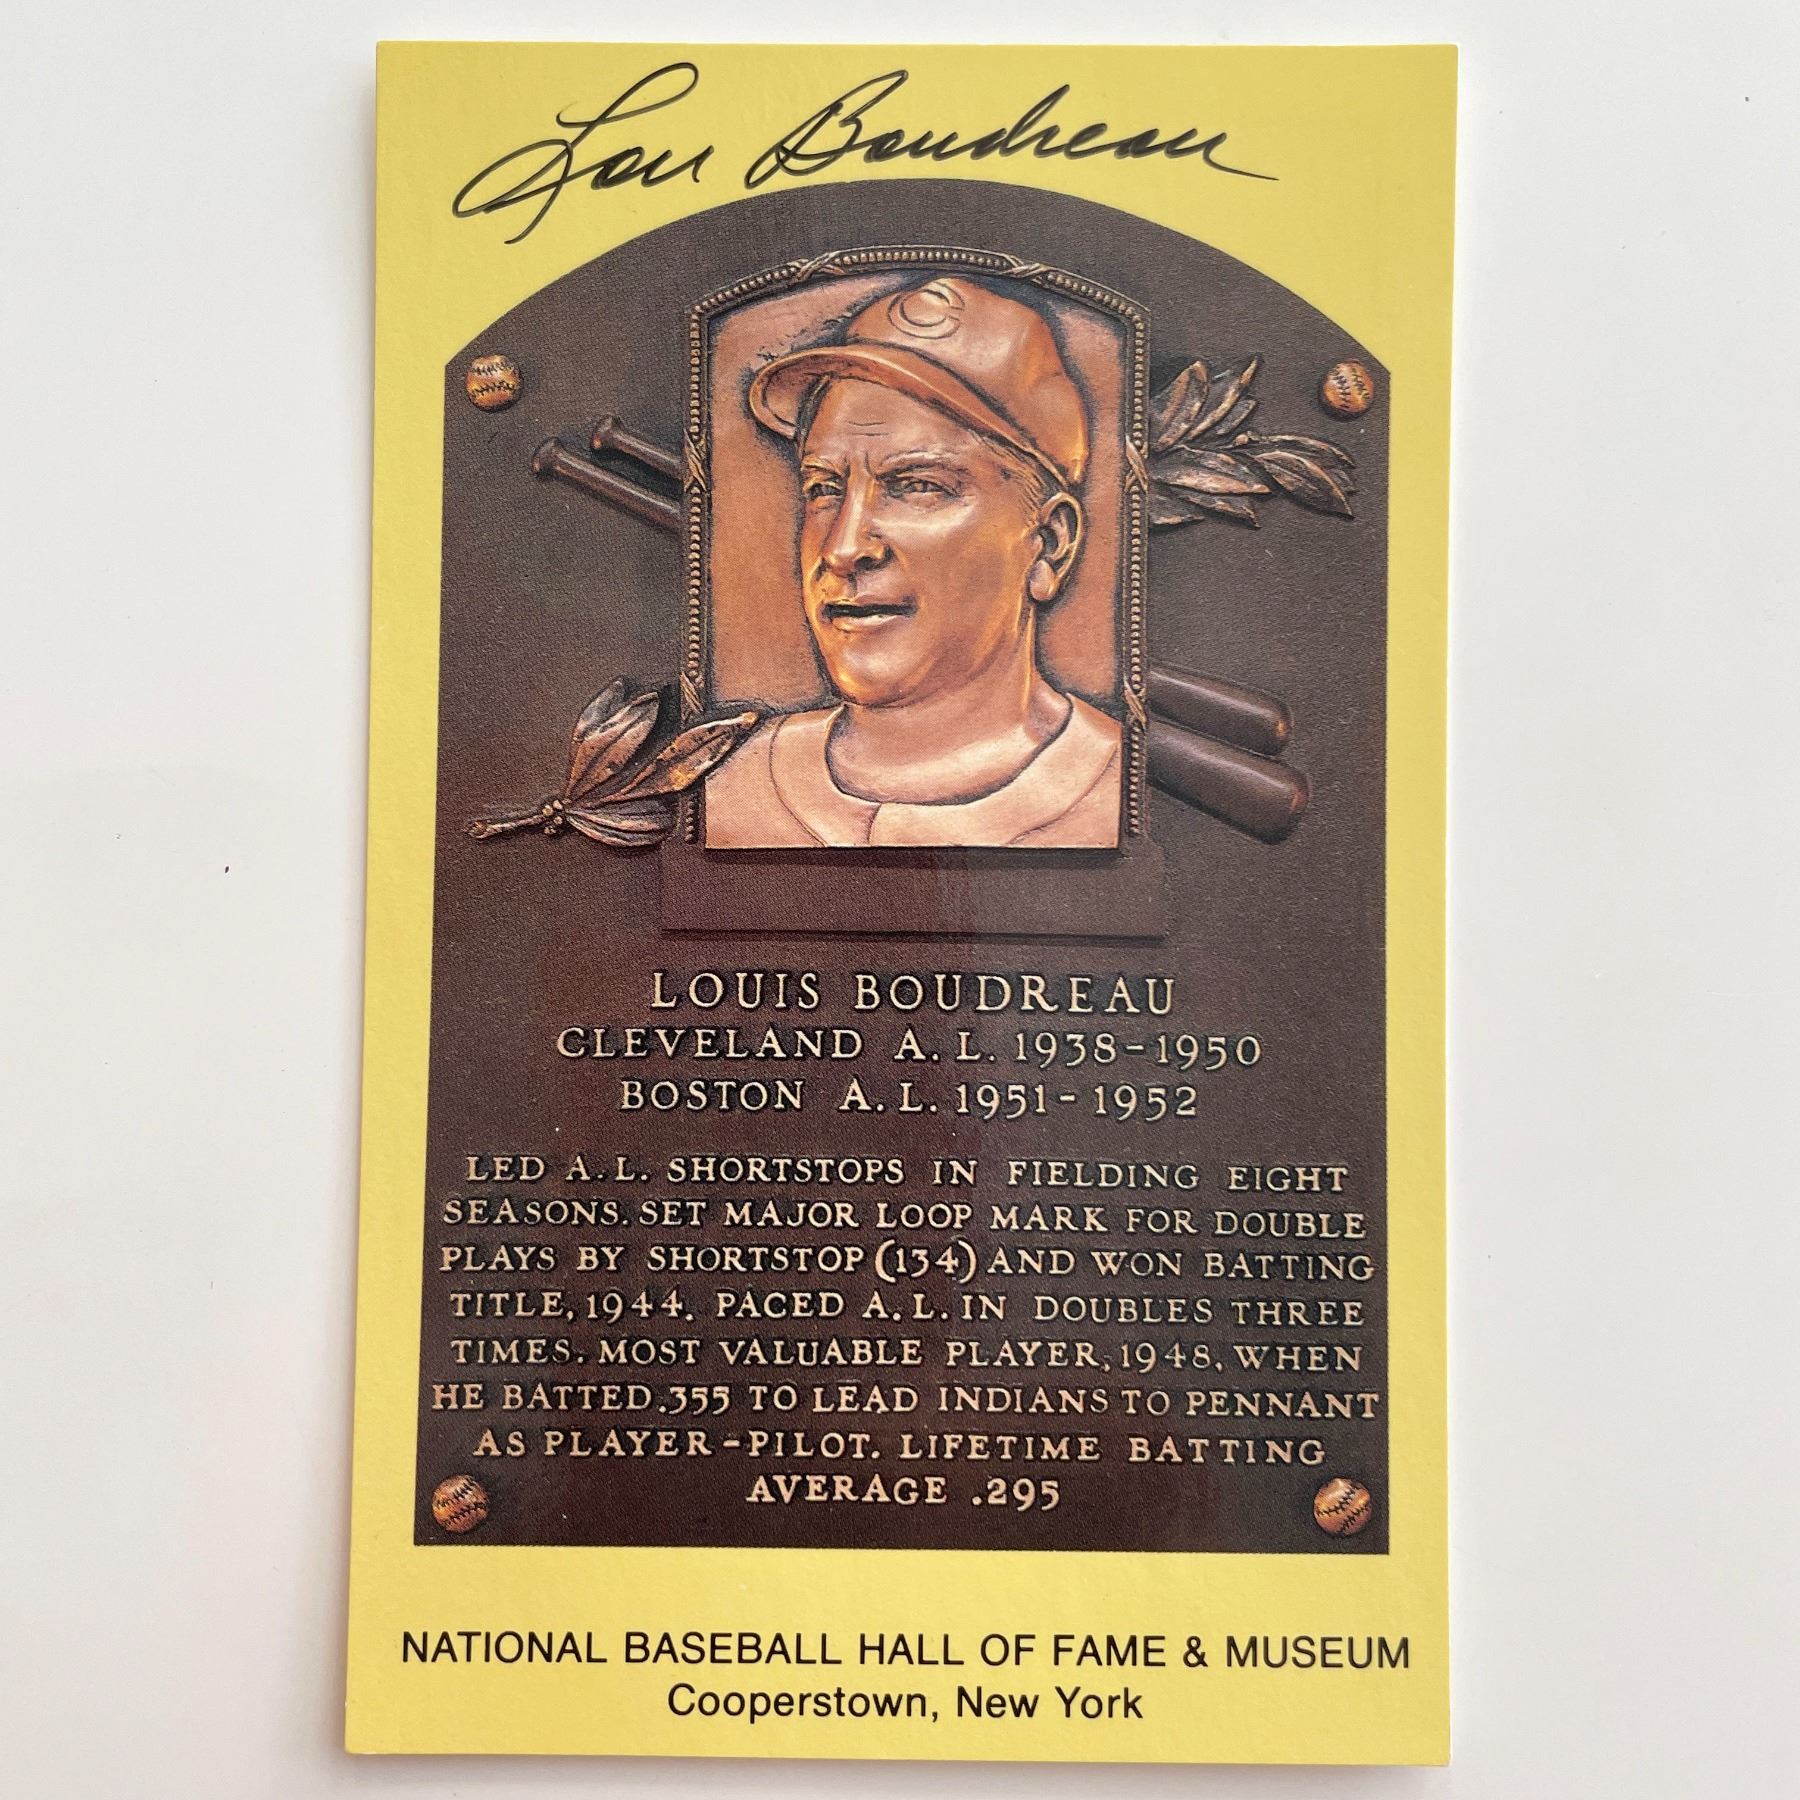 Lou Boudreau
C
LOUIS BOUDREAU
CLEVELAND A.L. 1938-1950
BOSTON A.L. 1951-1952
LED A.L. SHORTSTOPS IN FIELDING EIGHT
SEASONS. SET MAJOR LOOP MARK FOR DOUBLE
PLAYS BY SHORTSTOP (134) AND WON BATTING
TITLE, 1944. PACED A.L. IN DOUBLES THREE
TIMES. MOST VALUABLE PLAYER, 1948, WHEN
HE BATTED .355 TO LEAD INDIANS TO PENNANT
AS PLAYER-PILOT. LIFETIME BATTING
AVERAGE .295
NATIONAL BASEBALL HALL OF FAME & MUSEUM
Cooperstown, New York